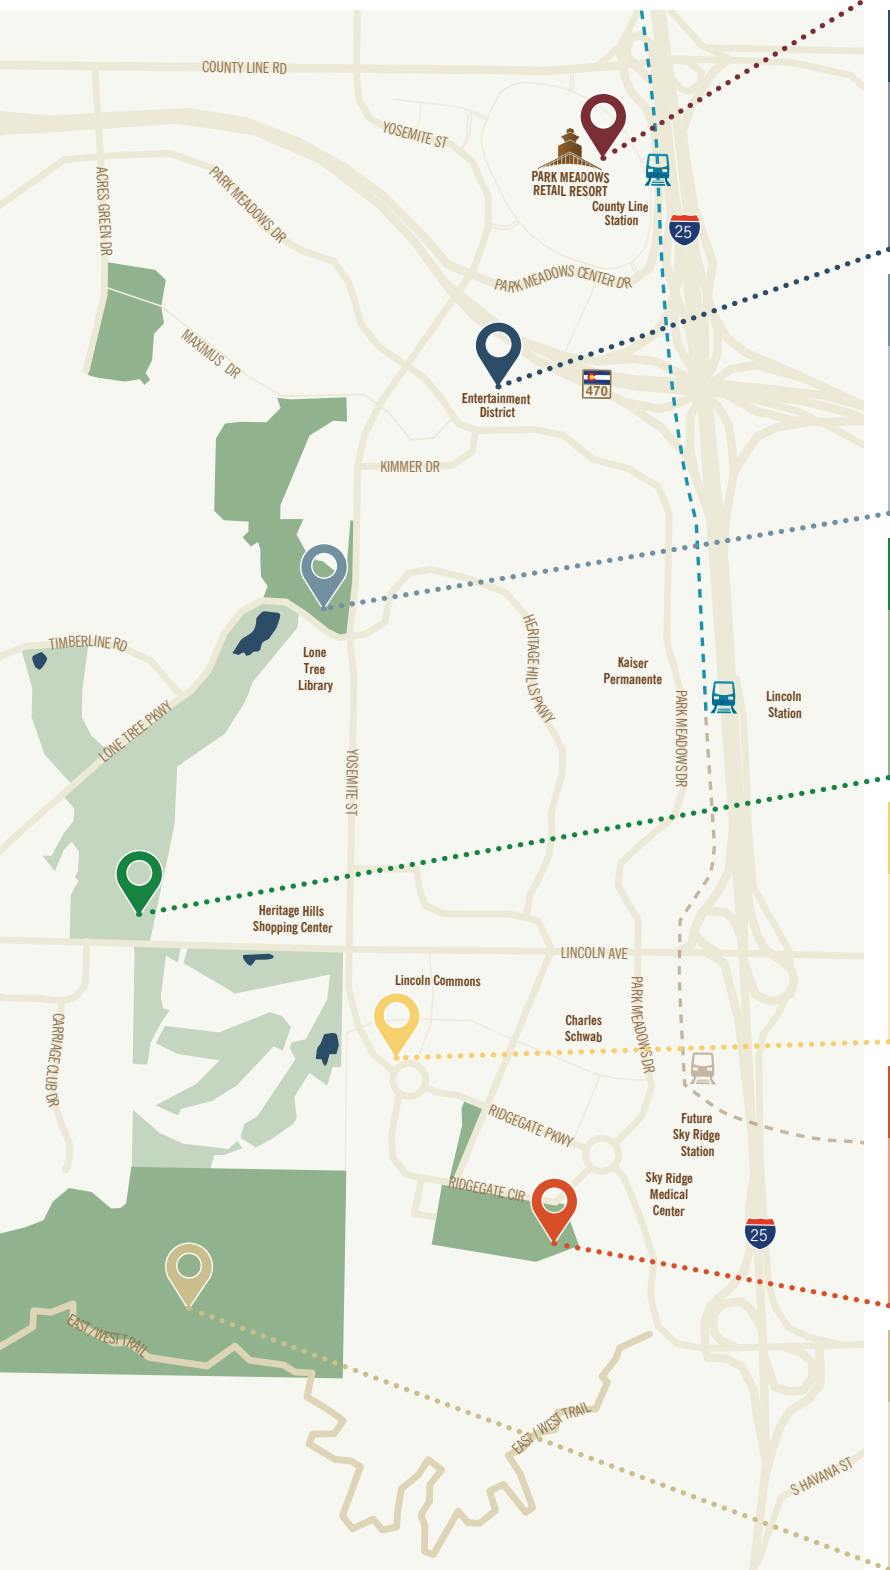 COUNTY LINE RD
YOSEMITE ST
ACRES GREEN DR
PARK MEADOWS DR
PARK MEADOWS
RETAIL RESORT
County Line
Station
25
PARK MEADOWS CENTER DR
MAXIMUS DR
470
Entertainment
District
KIMMER DR
TIMBERLINE RD
Lone
Tree
Library
HERITAGE HILLS PKWY
Kaiser
Permanente
PARK MEADOWS DR
Lincoln
Station
LONE TREE PKWY
YOSEMITE ST
Heritage Hills
Shopping Center
LINCOLN AVE
Lincoln Commons
PARK MEADOWS DR
Charles
Schwab
CARRIAGE CLUB DR
RIDGEGATE PKWY
Future
Sky Ridge
Station
RIDGEGATE CIR
Sky Ridge
Medical
Center
25
EAST/WEST TRAIL
EAST / WEST TRAIL
S HAVANA ST